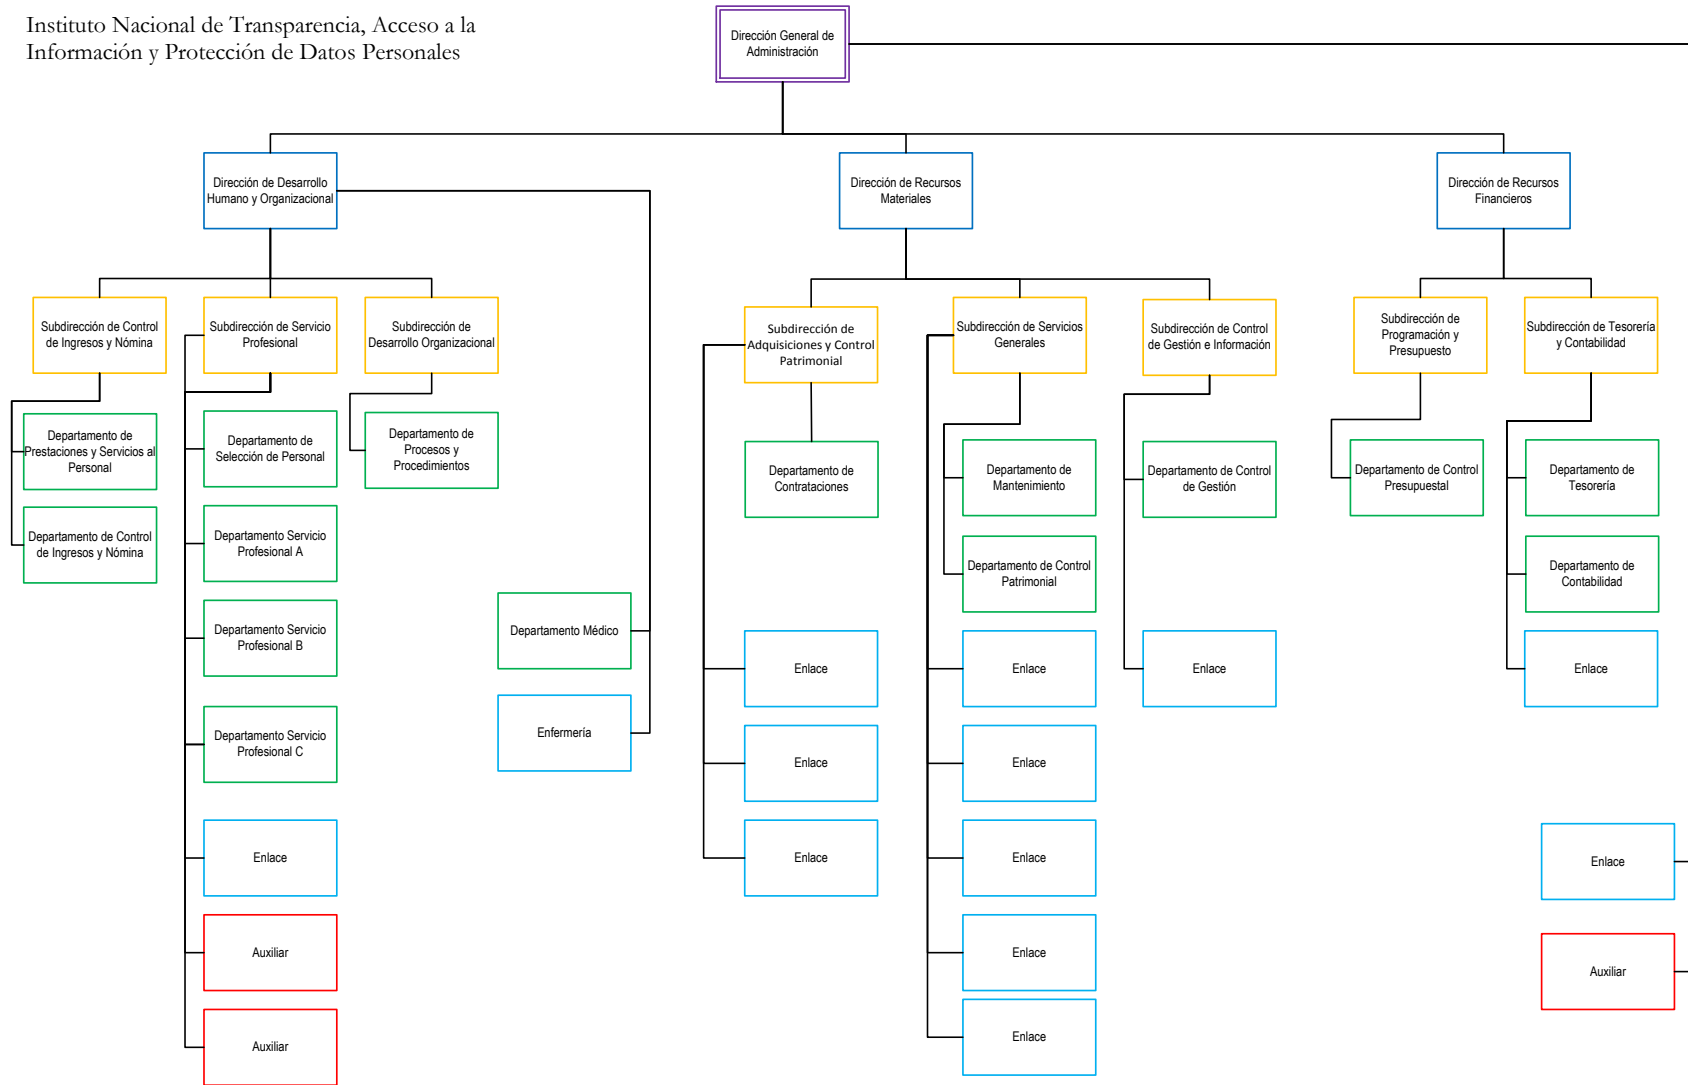 Instituto Nacional de Transparencia, Acceso a la
Información y Protección de Datos Personales
Dirección General de
Administración
Dirección de Desarrollo
Humano y Organizacional
Dirección de Recursos
Materiales
Dirección de Recursos
Financieros
Subdirección de Control
de Ingresos y Nómina
Subdirección de Servicio
Profesional
Subdirección de
Desarrollo Organizacional
Subdirección de
Adquisiciones y Control
Patrimonial
Subdirección de Servicios
Generales
Subdirección de Control
de Gestión e Información
Subdirección de
Programación y
Presupuesto
Subdirección de Tesorería
y Contabilidad
Departamento de
Prestaciones y Servicios al
Personal
Departamento de
Selección de Personal
Departamento de
Procesos y
Procedimientos
Departamento de
Contrataciones
Departamento de
Mantenimiento
Departamento de Control
de Gestión
Departamento de Control
Presupuestal
Departamento de
Tesorería
Departamento de Control
de Ingresos y Nómina
Departamento Servicio
Profesional A
Departamento de Control
Patrimonial
Departamento de
Contabilidad
Departamento Servicio
Profesional B
Departamento Médico
Enlace
Enlace
Enlace
Enlace
Departamento Servicio
Profesional C
Enfermería
Enlace
Enlace
Enlace
Enlace
Enlace
Enlace
Auxiliar
Enlace
Auxiliar
Auxiliar
Enlace